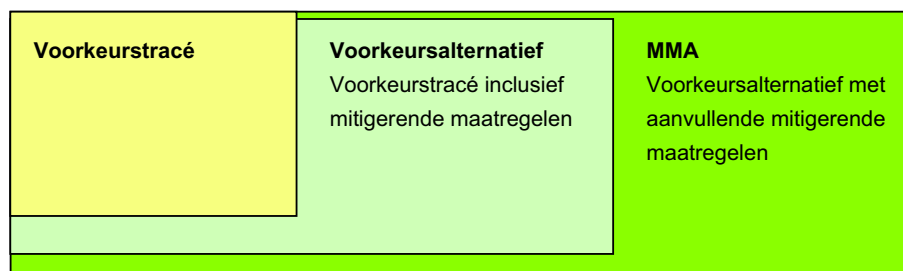 Voorkeurstracé
Voorkeursalternatief
Voorkeurstracé inclusief
mitigerende maatregelen
MMA
Voorkeursalternatief met
aanvullende mitigerende
maatregelen